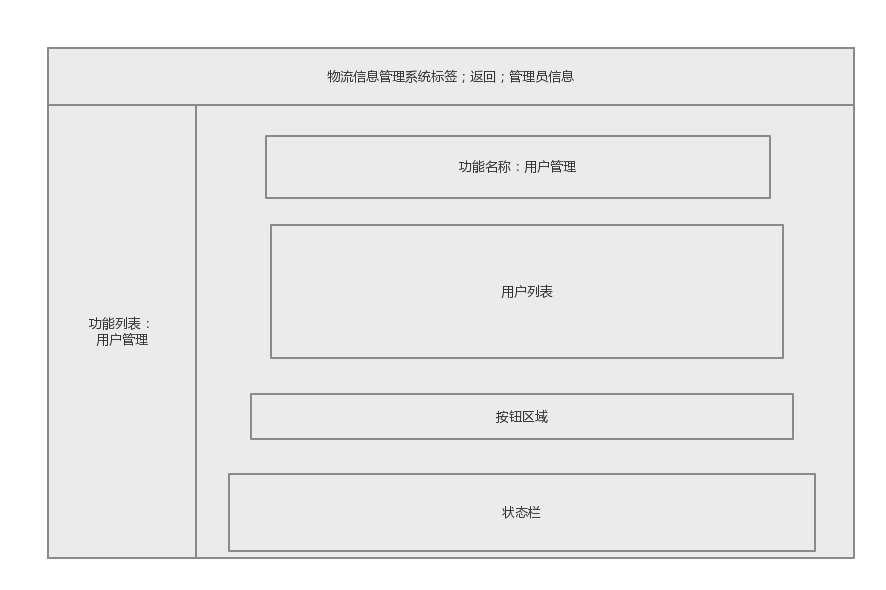 物流信息管理系统标签；返回；管理员信息
功能名称：用户管理
用户列表
功能列表：
用户管理
按钮区域
状态栏